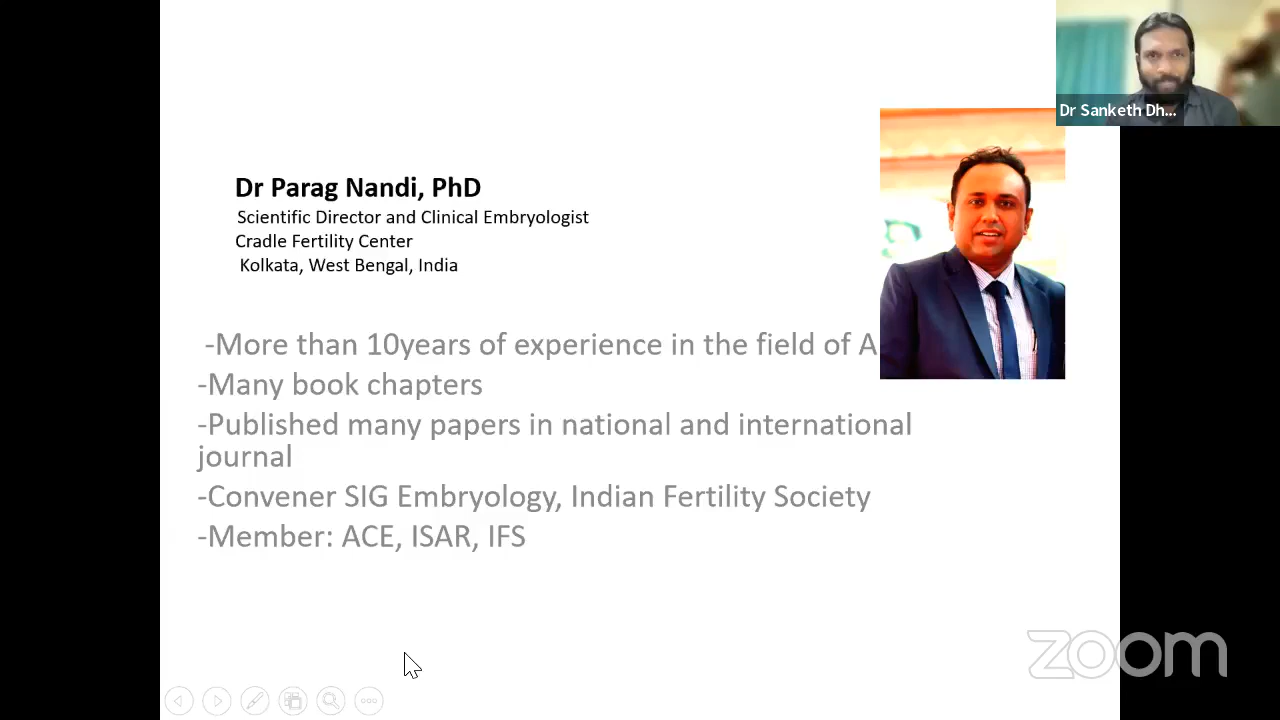 Dr Sanketh Dh...
Dr Parag Nandi, PhD
Scientific Director and Clinical Embryologist
Cradle Fertility Center
Kolkata, West Bengal, India
-More than 10years of experience in the field of A
-Many book chapters
-Published many papers in national and international
journal
-Convener SIG Embryology, Indian Fertility Society
-Member: ACE, ISAR, IFS
zoom